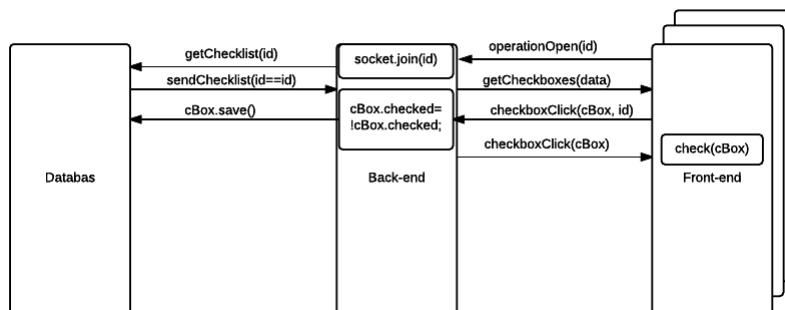 operationOpen(id)
getChecklist(id)
socket.join(id)
sendChecklist(id==id)
getCheckboxes(data)
cBox.save()
cBox.checked=
!cBox.checked;
checkboxClick(cBox, id)
checkboxClick(cBox)
check(cBox)
Databas
Back-end
Front-end